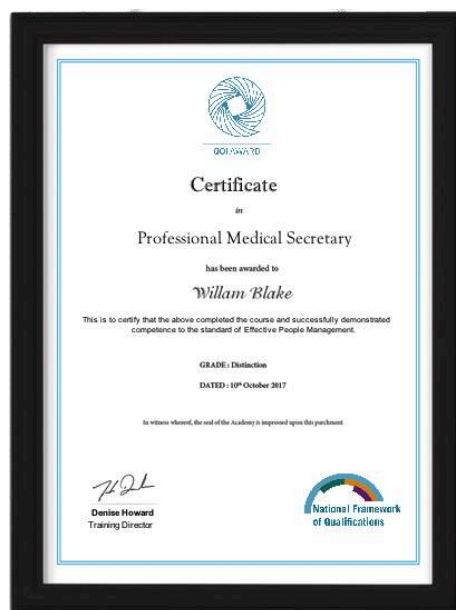 QQI AWARD
Certificate
in
Professional Medical Secretary
has been awarded to
Willam Blake
This is to certify that the above completed the course and successfully demonstrated
competence to the standard of Effective People Management.
GRADE : Distinction
DATED : 10th October 2017
In witness whereof, the seal of the Academy is impressed upon this parchment
Denise Howard
Training Director
National Framework
of Qualifications